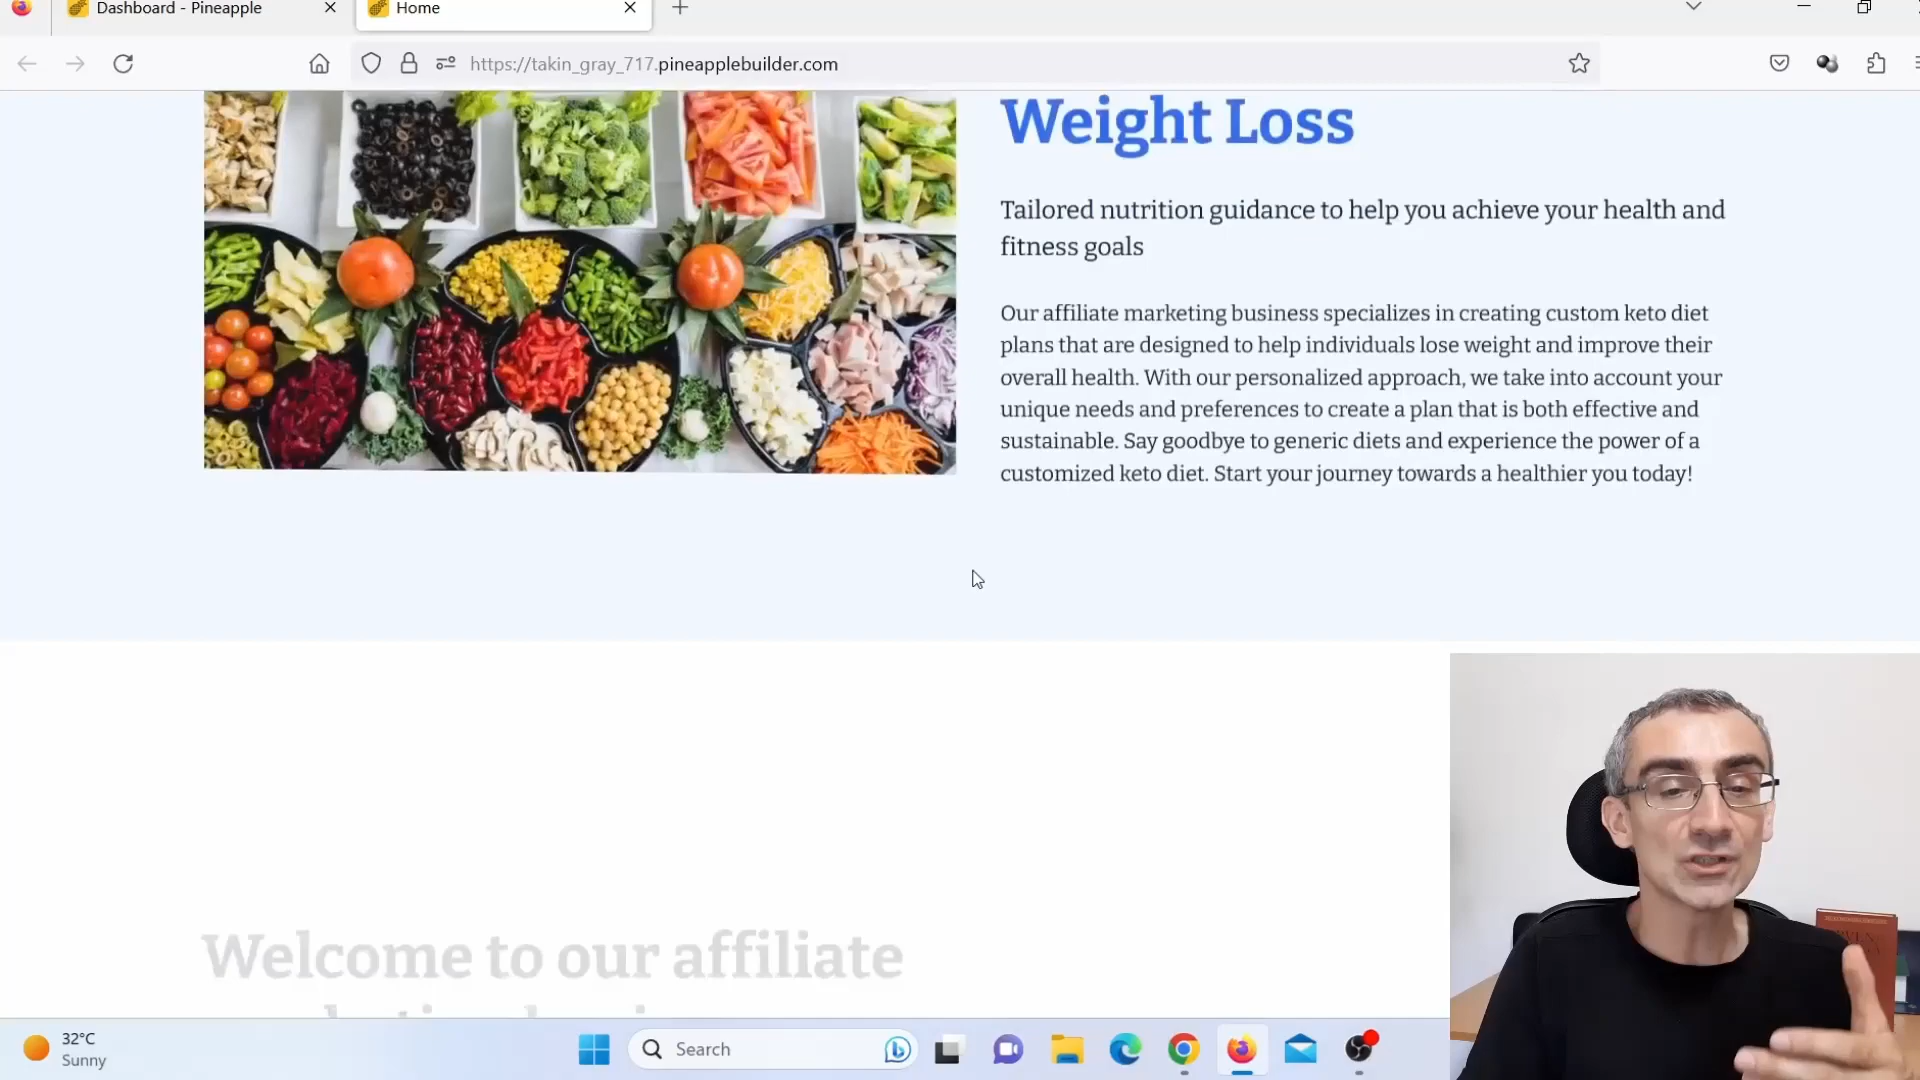 Dashboard - Pineapple
Home
https://takin_gray_717.pineapplebuilder.com
Weight Loss
Tailored nutrition guidance to help you achieve your health and
fitness goals
Our affiliate marketing business specializes in creating custom keto diet
plans that are designed to help individuals lose weight and improve their
overall health. With our personalized approach, we take into account your
unique needs and preferences to create a plan that is both effective and
sustainable. Say goodbye to generic diets and experience the power of a
customized keto diet. Start your journey towards a healthier you today!
Welcome to our affiliate
32°C
Sunny
Search